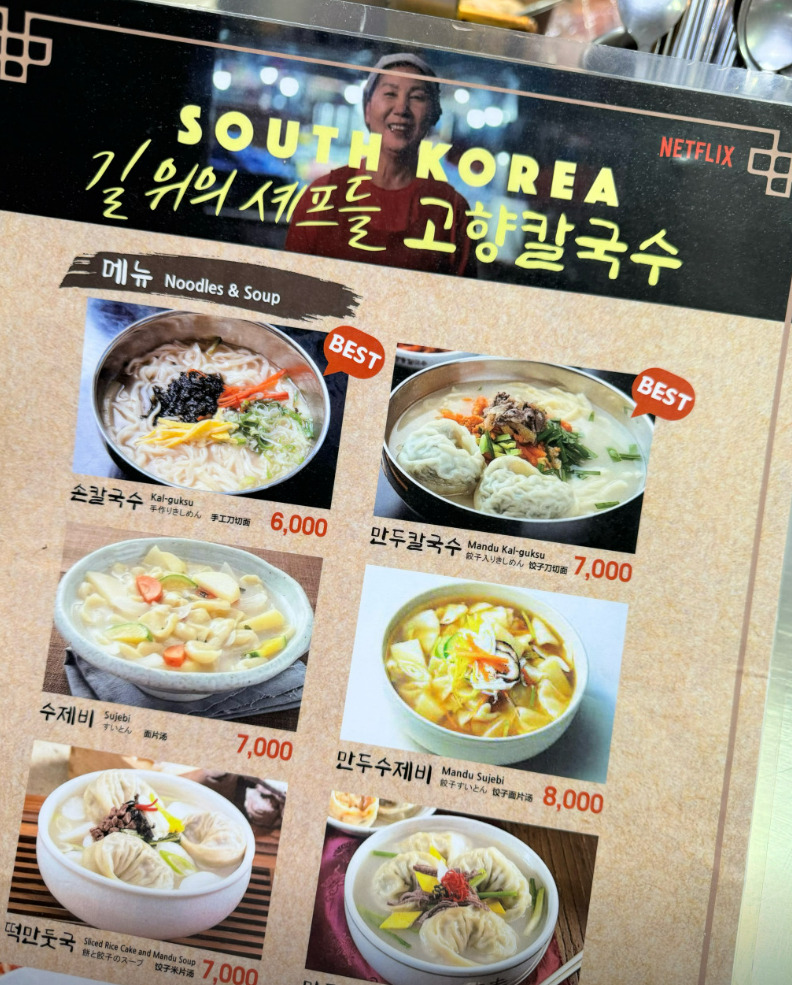 SOUTH KOREA
NETFLIX
길 위의 셰프들 고향칼국수
메뉴 Noodles & Soup
BEST
BEST
손칼국수 Kal-guksu
手作りきしめん 手工刀切面 6,000
만두칼국수 Mandu Kal-guksu
餃子入りきしめん 饺子刀切面 7,000
수제비 Sujebi
すいとん 面片汤 7,000
만두수제비 Mandu Sujebi
餃子すいとん 饺子面片汤 8,000
떡만둣국 Sliced Rice Cake and Mandu Soup
餅と餃子のスープ 饺子米片汤 7,000